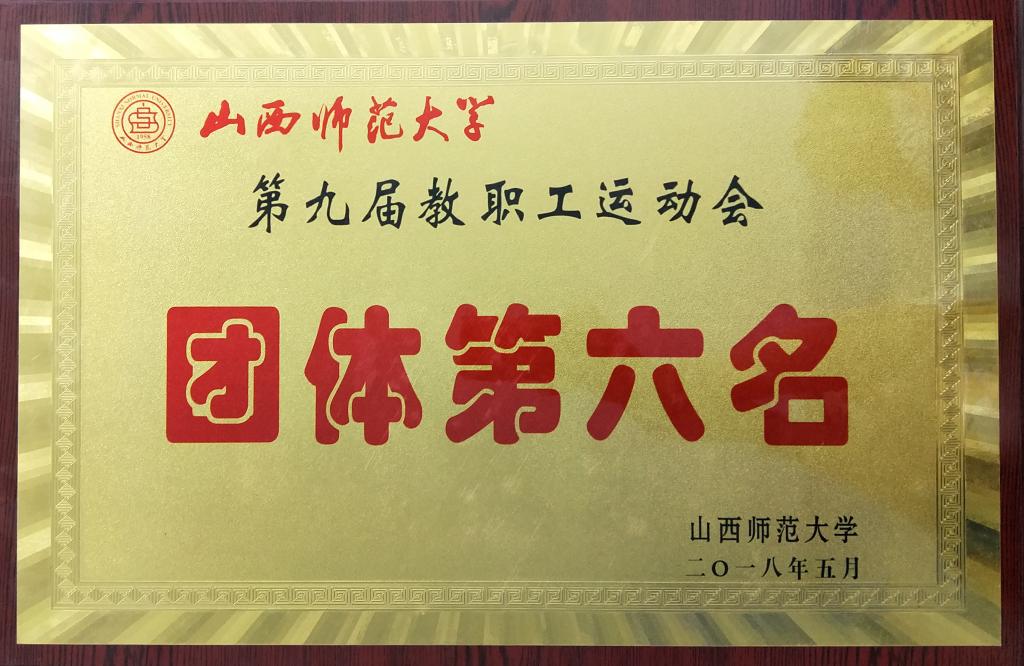 山西师范大学
第九届教职工运动会
团体第六名
山西师范大学
二〇一八年五月